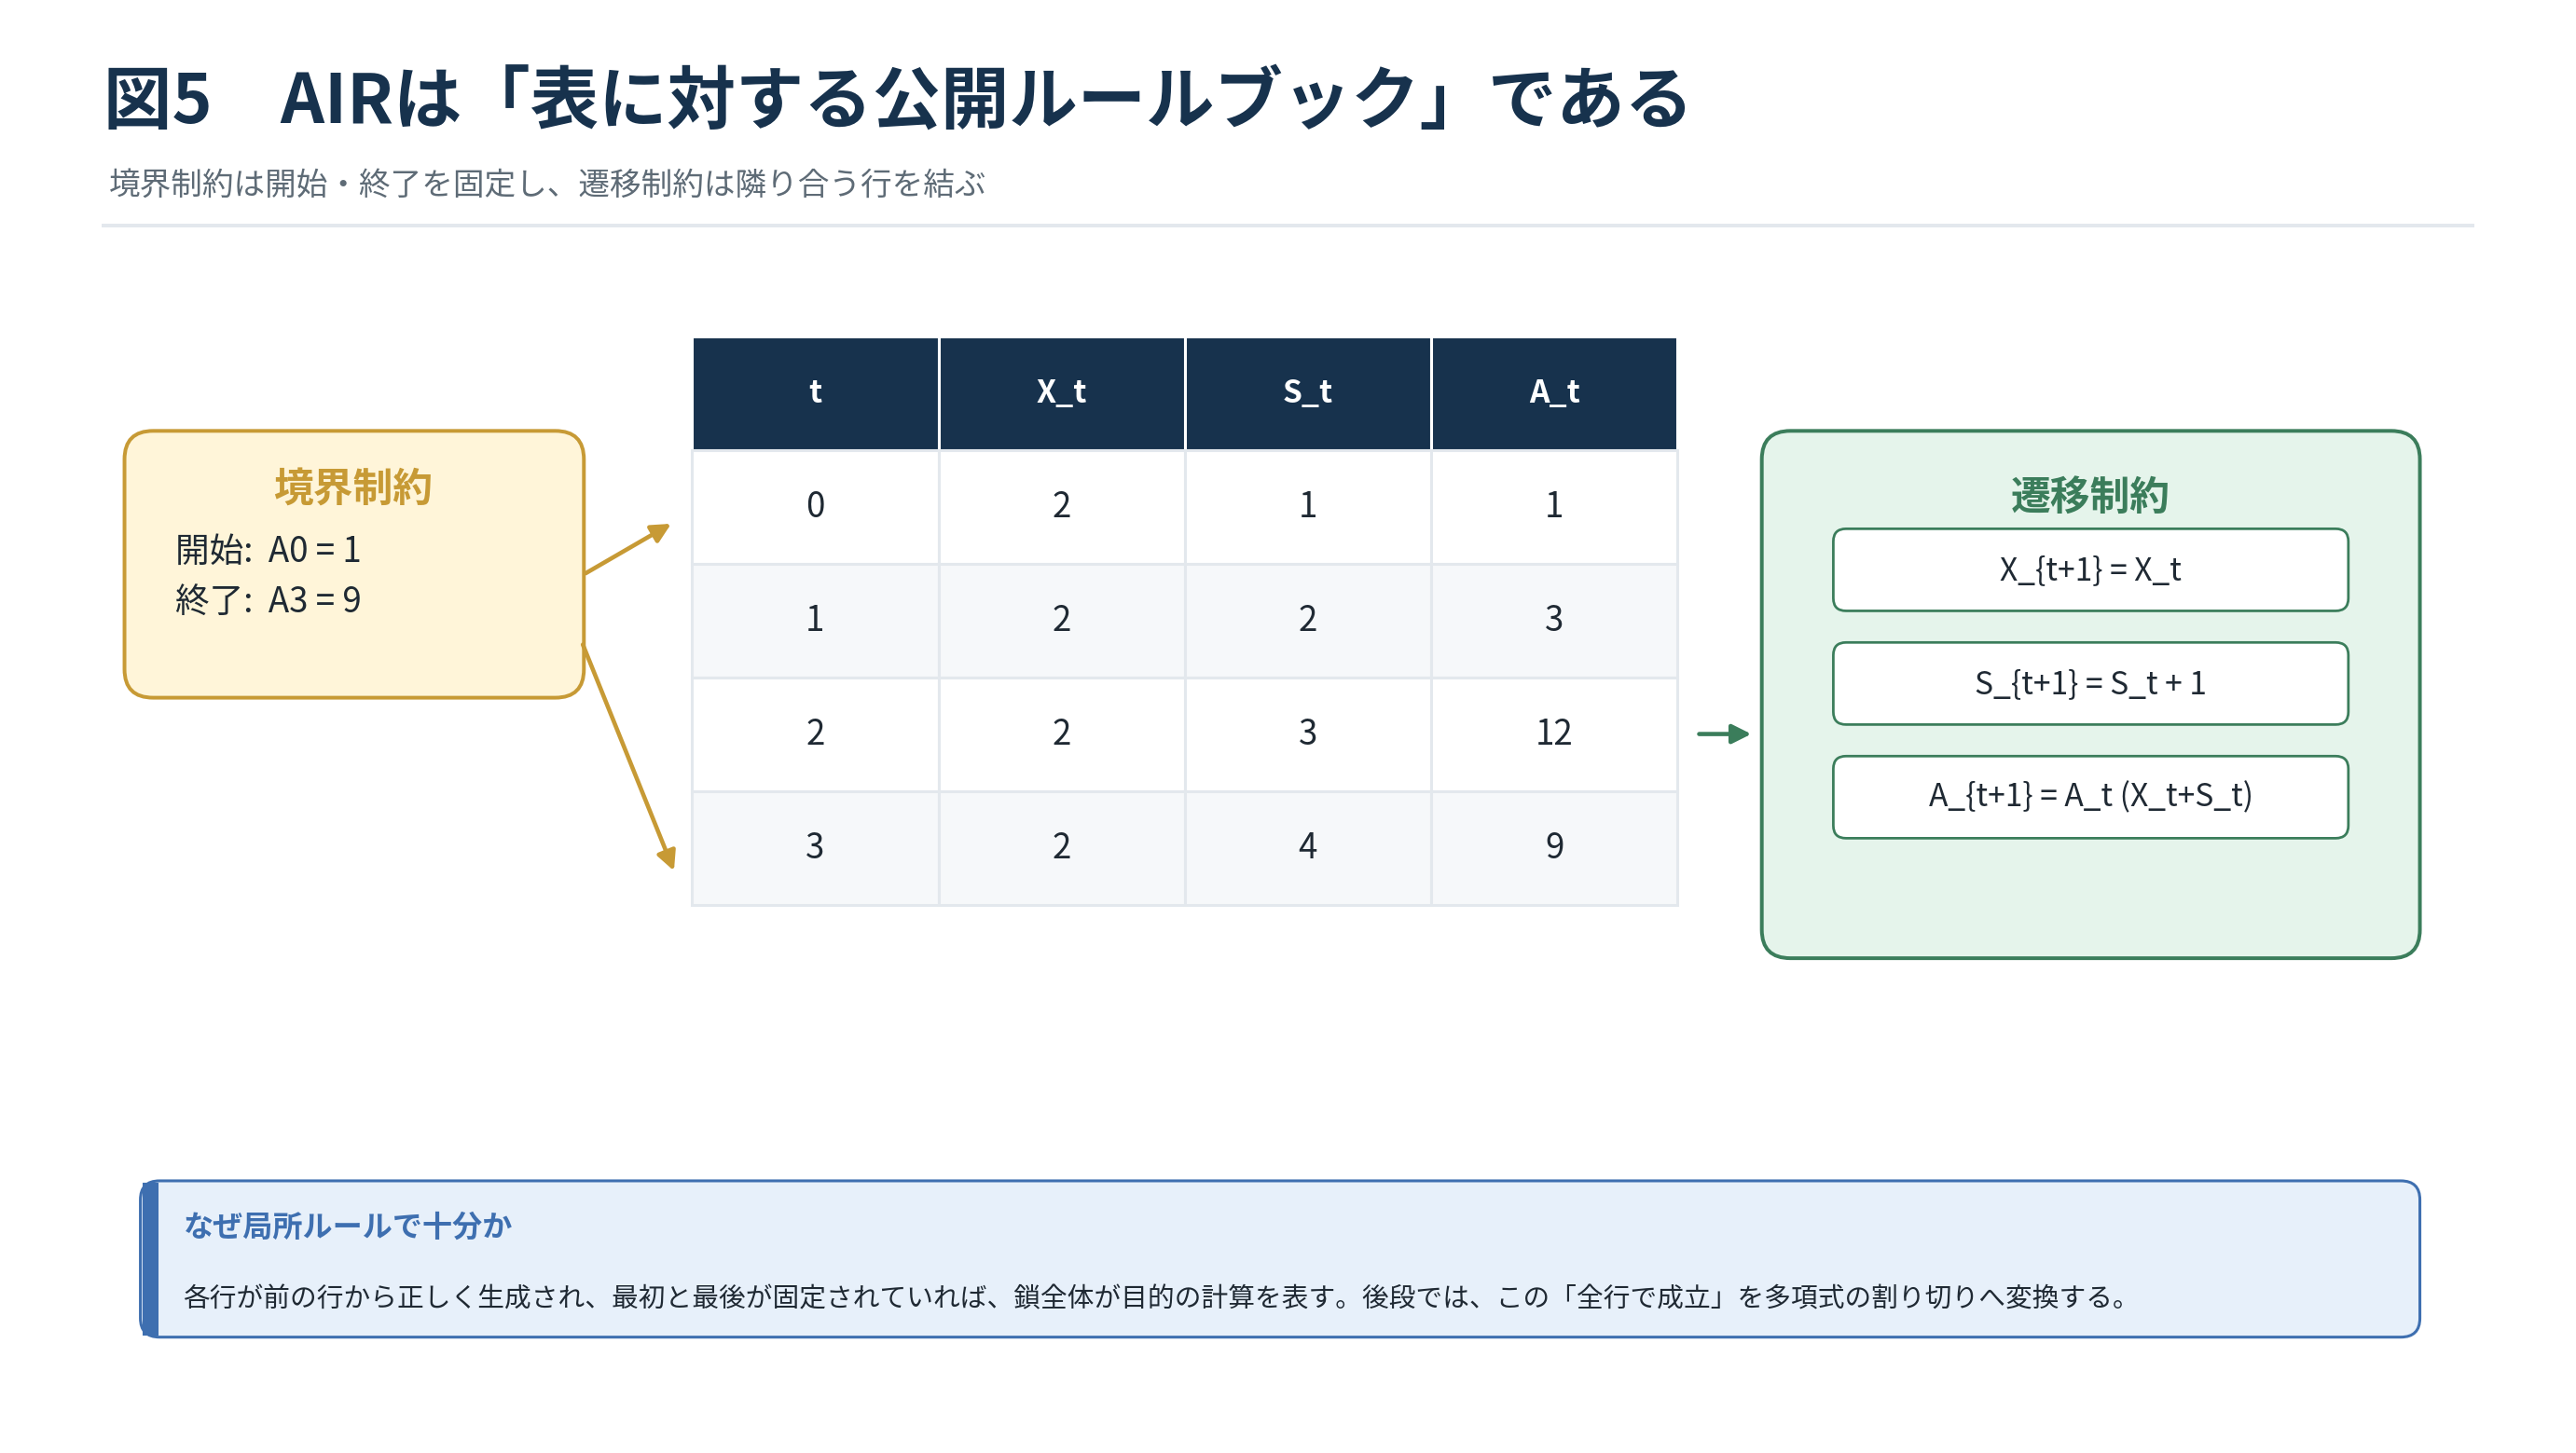 図5　AIRは「表に対する公開ルールブック」である
境界制約は開始・終了を固定し、遷移制約は隣り合う行を結ぶ
境界制約
開始: A0 = 1
終了: A3 = 9
t X_t S_t A_t
0 2 1 1
1 2 2 3
2 2 3 12
3 2 4 9
遷移制約
X_{t+1} = X_t
S_{t+1} = S_t + 1
A_{t+1} = A_t (X_t+S_t)
なぜ局所ルールで十分か
各行が前の行から正しく生成され、最初と最後が固定されていれば、鎖全体が目的の計算を表す。後段では、この「全行で成立」を多項式の割り切りへ変換する。